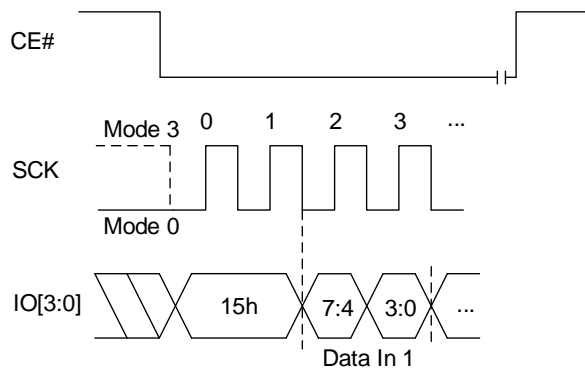 CE#
Mode 3 0 1 2 3 ...
SCK
Mode 0
IO[3:0] 15h 7:4 3:0 ...
Data In 1